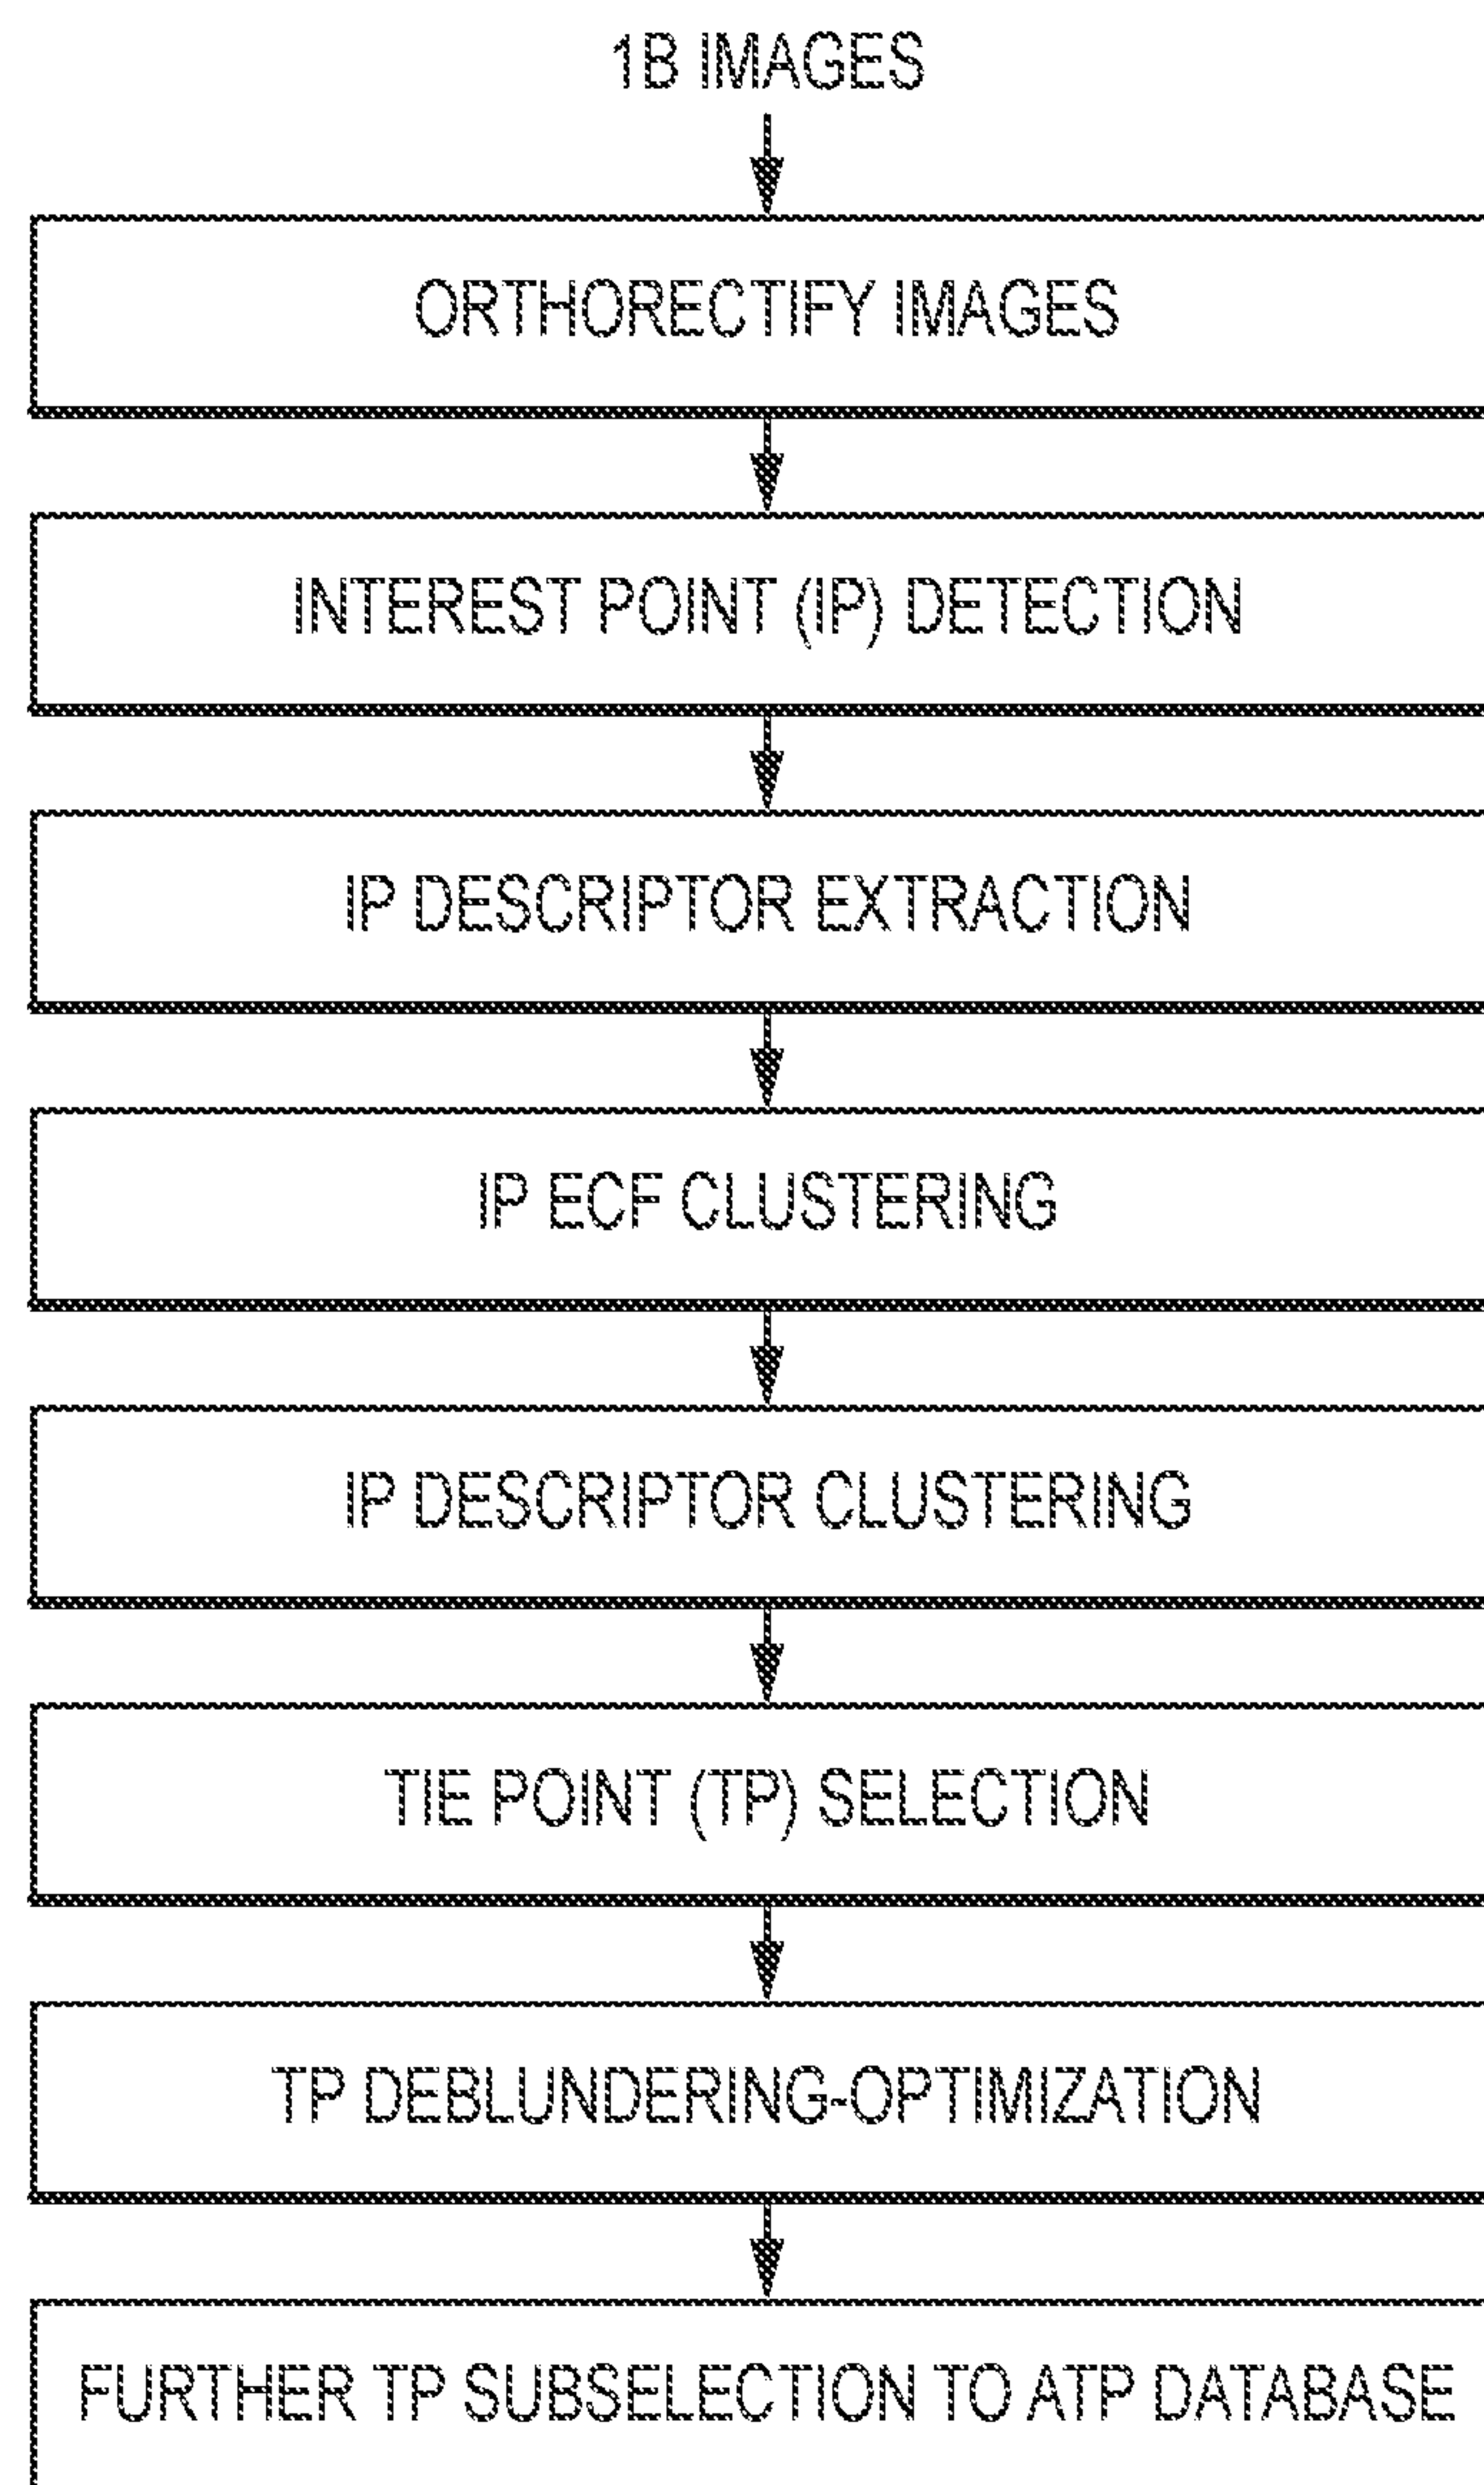 1B IMAGES
ORTHORECTIFY IMAGES
INTEREST POINT (IP) DETECTION
IP DESCRIPTOR EXTRACTION
IP ECF CLUSTERING
IP DESCRIPTOR CLUSTERING
TIE POINT (TP) SELECTION
TP DEBLUNDERING-OPTIMIZATION
FURTHER TP SUBSELECTION TO ATP DATABASE